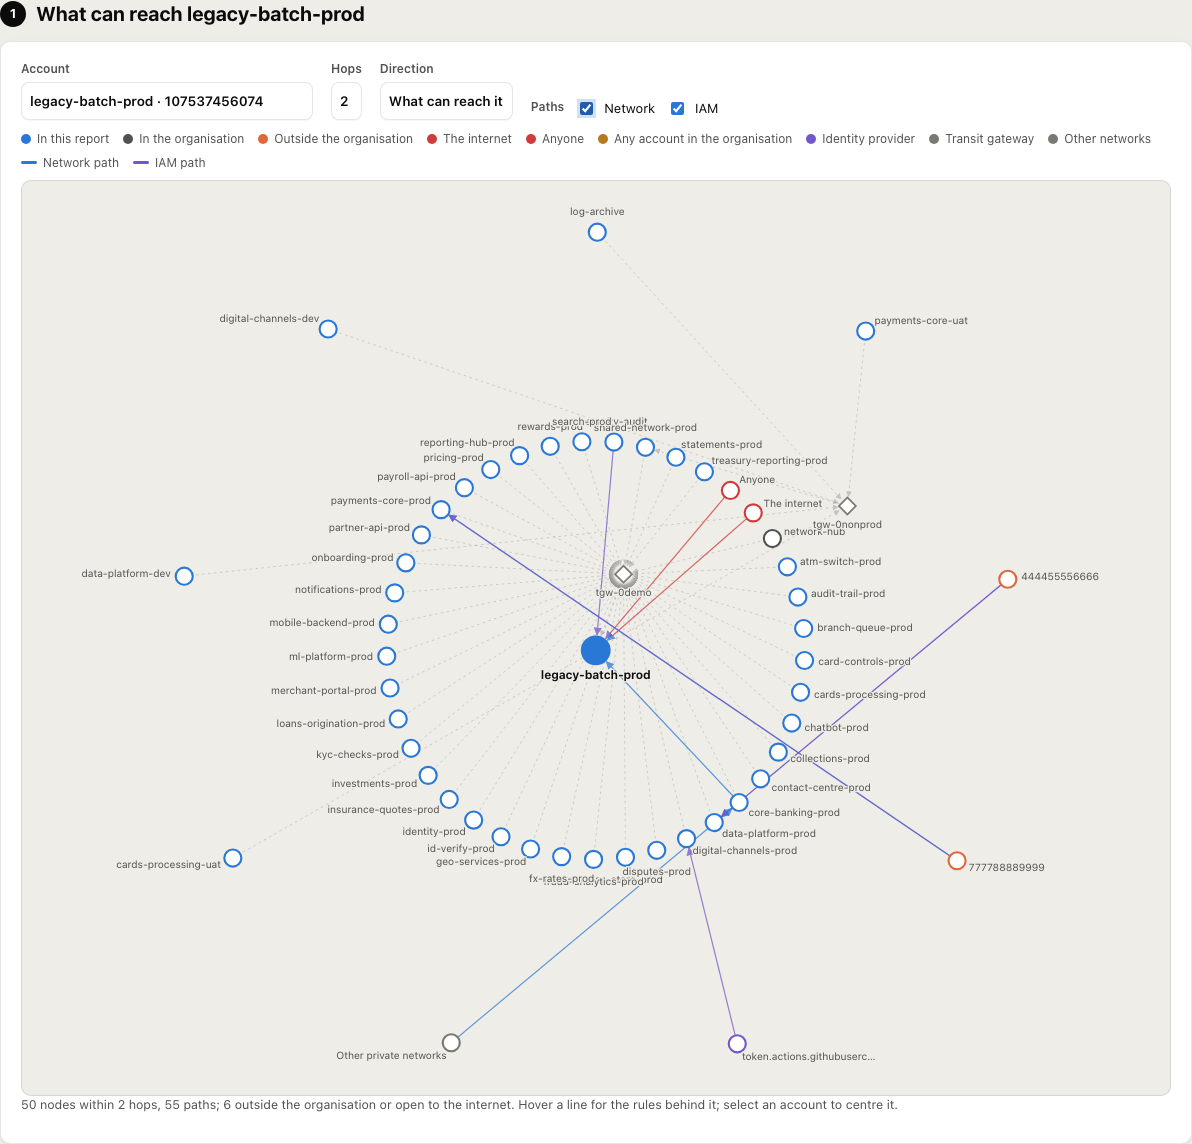 1 What can reach legacy-batch-prod
Account
Hops
Direction
legacy-batch-prod · 107537456074
2
What can reach it
Paths
Network
IAM
In this report
In the organisation
Outside the organisation
The internet
Anyone
Any account in the organisation
Identity provider
Transit gateway
Other networks
Network path
IAM path
log-archive
digital-channels-dev
payments-core-uat
search-prod
shared-network-prod
reporting-hub-prod
statements-prod
pricing-prod
treasury-reporting-prod
payroll-api-prod
Anyone
payments-core-prod
The internet
tgw-0nonprod
partner-api-prod
network-hub
onboarding-prod
atm-switch-prod
data-platform-dev
444455556666
notifications-prod
tgw-0demo
audit-trail-prod
mobile-backend-prod
branch-queue-prod
ml-platform-prod
card-controls-prod
legacy-batch-prod
merchant-portal-prod
cards-processing-prod
loans-origination-prod
chatbot-prod
kyc-checks-prod
collections-prod
investments-prod
contact-centre-prod
insurance-quotes-prod
core-banking-prod
identity-prod
data-platform-prod
id-verify-prod
digital-channels-prod
geo-services-prod
cards-processing-uat
777788889999
disputes-prod
fx-rates-prod
Other private networks
token.actions.githubuserc...
50 nodes within 2 hops, 55 paths; 6 outside the organisation or open to the internet. Hover a line for the rules behind it; select an account to centre it.